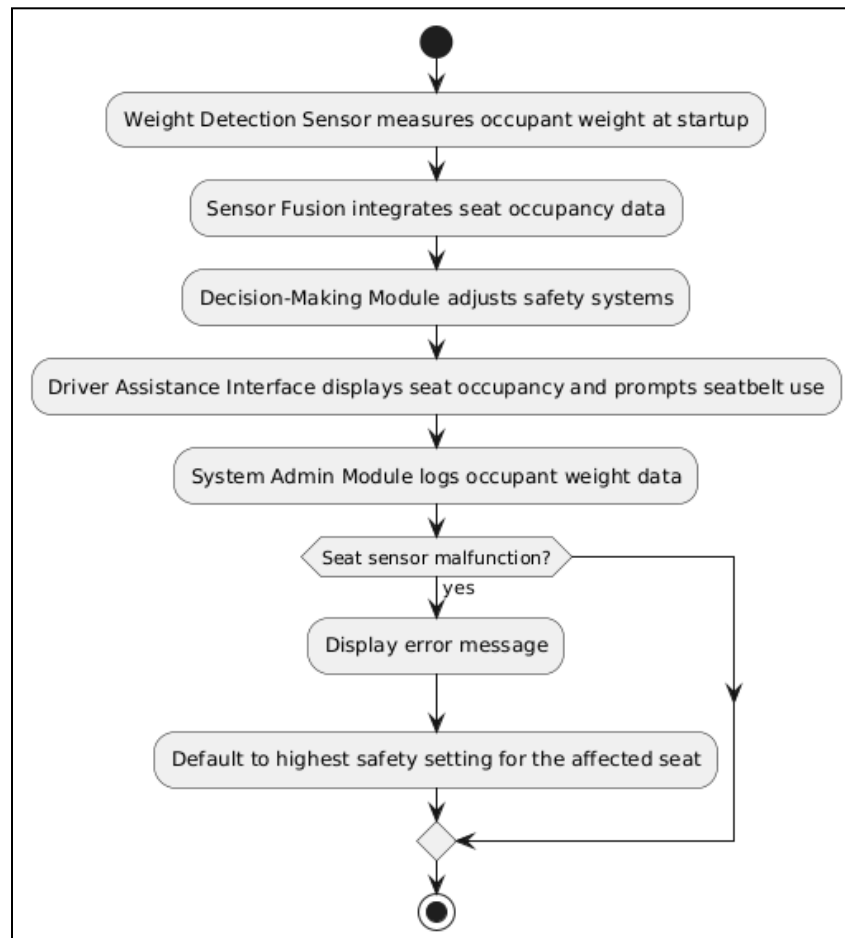 Weight Detection Sensor measures occupant weight at startup
Sensor Fusion integrates seat occupancy data
Decision-Making Module adjusts safety systems
Driver Assistance Interface displays seat occupancy and prompts seatbelt use
System Admin Module logs occupant weight data
Seat sensor malfunction?
yes
Display error message
Default to highest safety setting for the affected seat